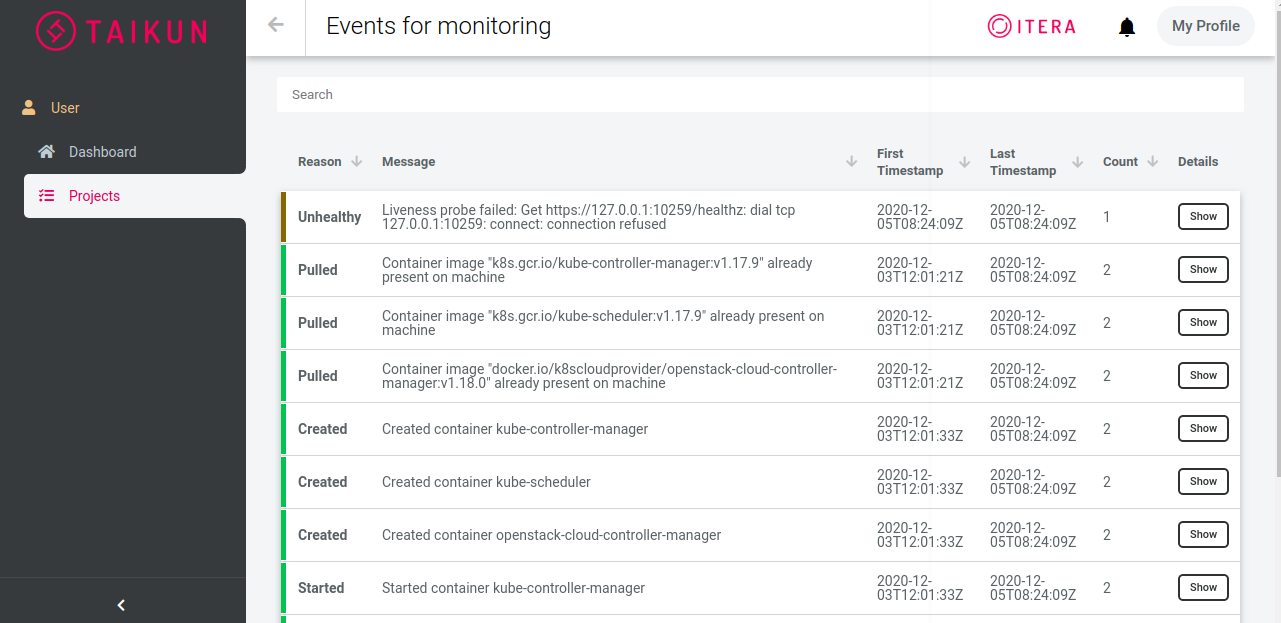 TAIKUN
Events for monitoring
ITERA
My Profile
User
Dashboard
Projects
Search
Reason
Message
First
Timestamp
Last
Timestamp
Count
Details
Unhealthy
Liveness probe failed: Get https://127.0.0.1:10259/healthz: dial tcp
127.0.0.1:10259: connect: connection refused
2020-12-
05T08:24:09Z
2020-12-
05T08:24:09Z
1
Show
Pulled
Container image "k8s.gcr.io/kube-controller-manager:v1.17.9" already
present on machine
2020-12-
03T12:01:21Z
2020-12-
05T08:24:09Z
2
Show
Pulled
Container image "k8s.gcr.io/kube-scheduler:v1.17.9" already present on
machine
2020-12-
03T12:01:21Z
2020-12-
05T08:24:09Z
2
Show
Pulled
Container image "docker.io/k8scloudprovider/openstack-cloud-controller-
manager:v1.18.0" already present on machine
2020-12-
03T12:01:21Z
2020-12-
05T08:24:09Z
2
Show
Created
Created container kube-controller-manager
2020-12-
03T12:01:33Z
2020-12-
05T08:24:09Z
2
Show
Created
Created container kube-scheduler
2020-12-
03T12:01:33Z
2020-12-
05T08:24:09Z
2
Show
Created
Created container openstack-cloud-controller-manager
2020-12-
03T12:01:33Z
2020-12-
05T08:24:09Z
2
Show
Started
Started container kube-controller-manager
2020-12-
03T12:01:33Z
2020-12-
05T08:24:09Z
2
Show